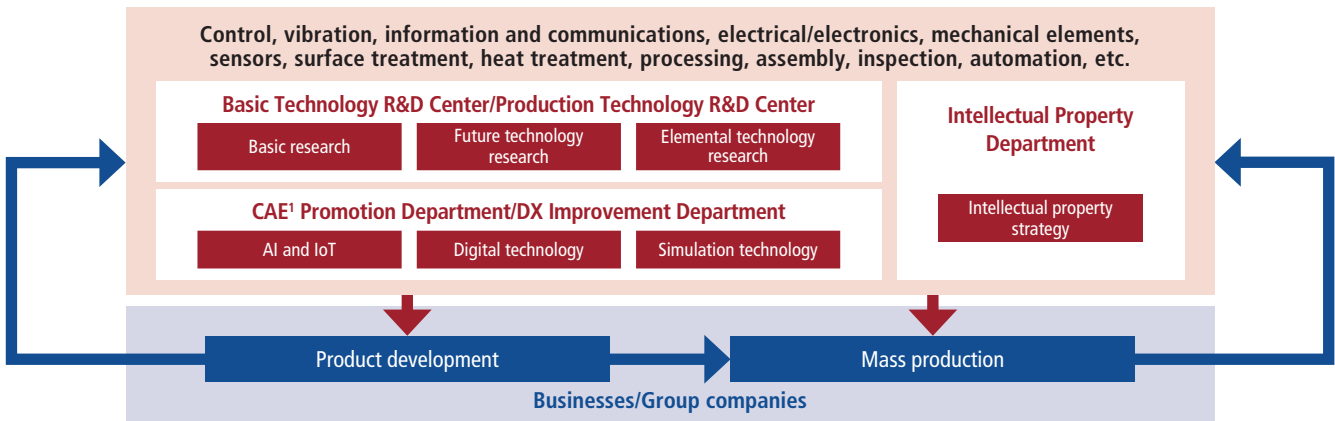 Control, vibration, information and communications, electrical/electronics, mechanical elements,
sensors, surface treatment, heat treatment, processing, assembly, inspection, automation, etc.
Basic Technology R&D Center/Production Technology R&D Center
Basic research
Future technology
research
Elemental technology
research
CAE¹ Promotion Department/DX Improvement Department
AI and IoT
Digital technology
Simulation technology
Intellectual Property
Department
Intellectual property
strategy
Product development
Mass production
Businesses/Group companies